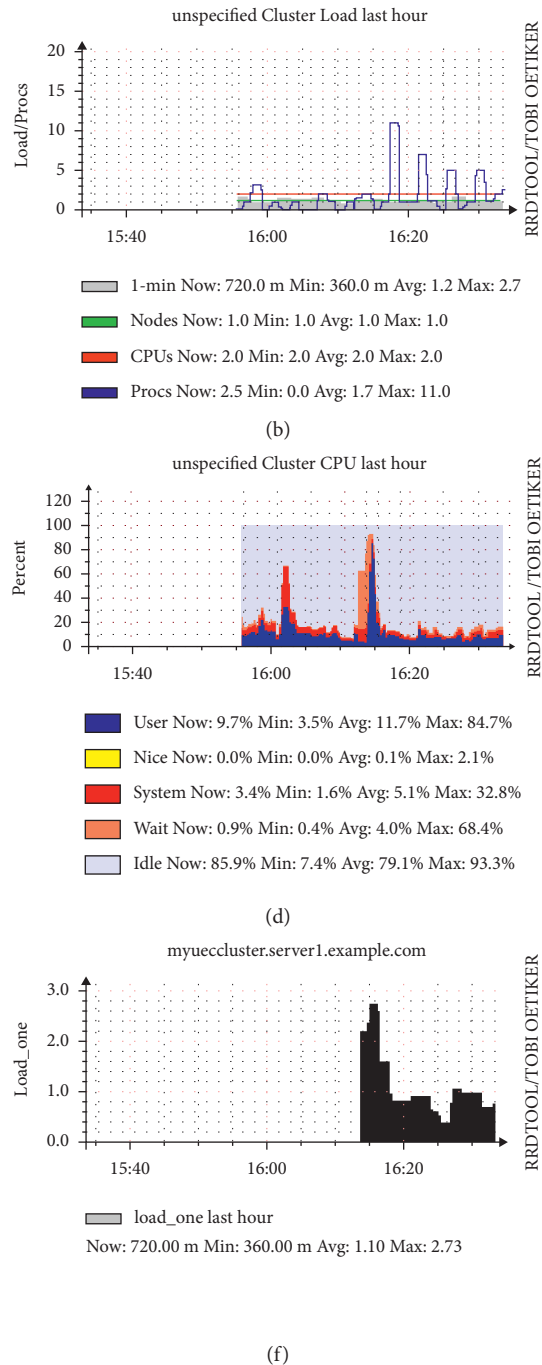 unspecified Cluster Load last hour
20
15
10
5
0
Load/Procs
15:40 16:00 16:20
RRDTOOL/TOBI OETIKER
1-min Now: 720.0 m Min: 360.0 m Avg: 1.2 Max: 2.7
Nodes Now: 1.0 Min: 1.0 Avg: 1.0 Max: 1.0
CPUs Now: 2.0 Min: 2.0 Avg: 2.0 Max: 2.0
Procs Now: 2.5 Min: 0.0 Avg: 1.7 Max: 11.0
(b)
unspecified Cluster CPU last hour
120
100
80
60
40
20
0
Percent
15:40 16:00 16:20
RRDTOOL /TOBI OETIKER
User Now: 9.7% Min: 3.5% Avg: 11.7% Max: 84.7%
Nice Now: 0.0% Min: 0.0% Avg: 0.1% Max: 2.1%
System Now: 3.4% Min: 1.6% Avg: 5.1% Max: 32.8%
Wait Now: 0.9% Min: 0.4% Avg: 4.0% Max: 68.4%
Idle Now: 85.9% Min: 7.4% Avg: 79.1% Max: 93.3%
(d)
myueccluster.server1.example.com
3.0
2.0
1.0
0.0
Load_one
15:40 16:00 16:20
RRDTOOL/TOBI OETIKER
load_one last hour
Now: 720.00 m Min: 360.00 m Avg: 1.10 Max: 2.73
(f)